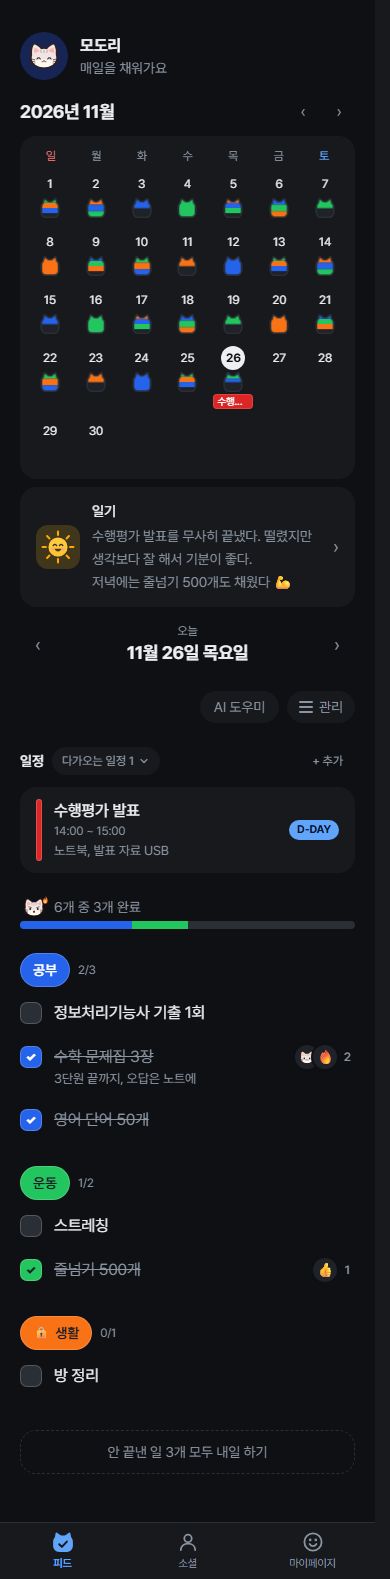 모도리
매일을 채워가요
2026년 11월
‹ ›
일 월 화 수 목 금 토
1 2 3 4 5 6 7
8 9 10 11 12 13 14
15 16 17 18 19 20 21
22 23 24 25 26 27 28
수행...
29 30
일기
수행평가 발표를 무사히 끝냈다. 떨렸지만
생각보다 잘 해서 기분이 좋다.
저녁에는 줄넘기 500개도 채웠다 💪
오늘
11월 26일 목요일
AI 도우미 관리
일정 다가오는 일정 1 + 추가
수행평가 발표
14:00 ~ 15:00
노트북, 발표 자료 USB
D-DAY
6개 중 3개 완료
공부 2/3
정보처리기능사 기출 1회
수학 문제집 3장 2
3단원 끝까지, 오답은 노트에
영어 단어 50개
운동 1/2
스트레칭
줄넘기 500개 1
생활 0/1
방 정리
안 끝낸 일 3개 모두 내일 하기
피드 소셜 마이페이지